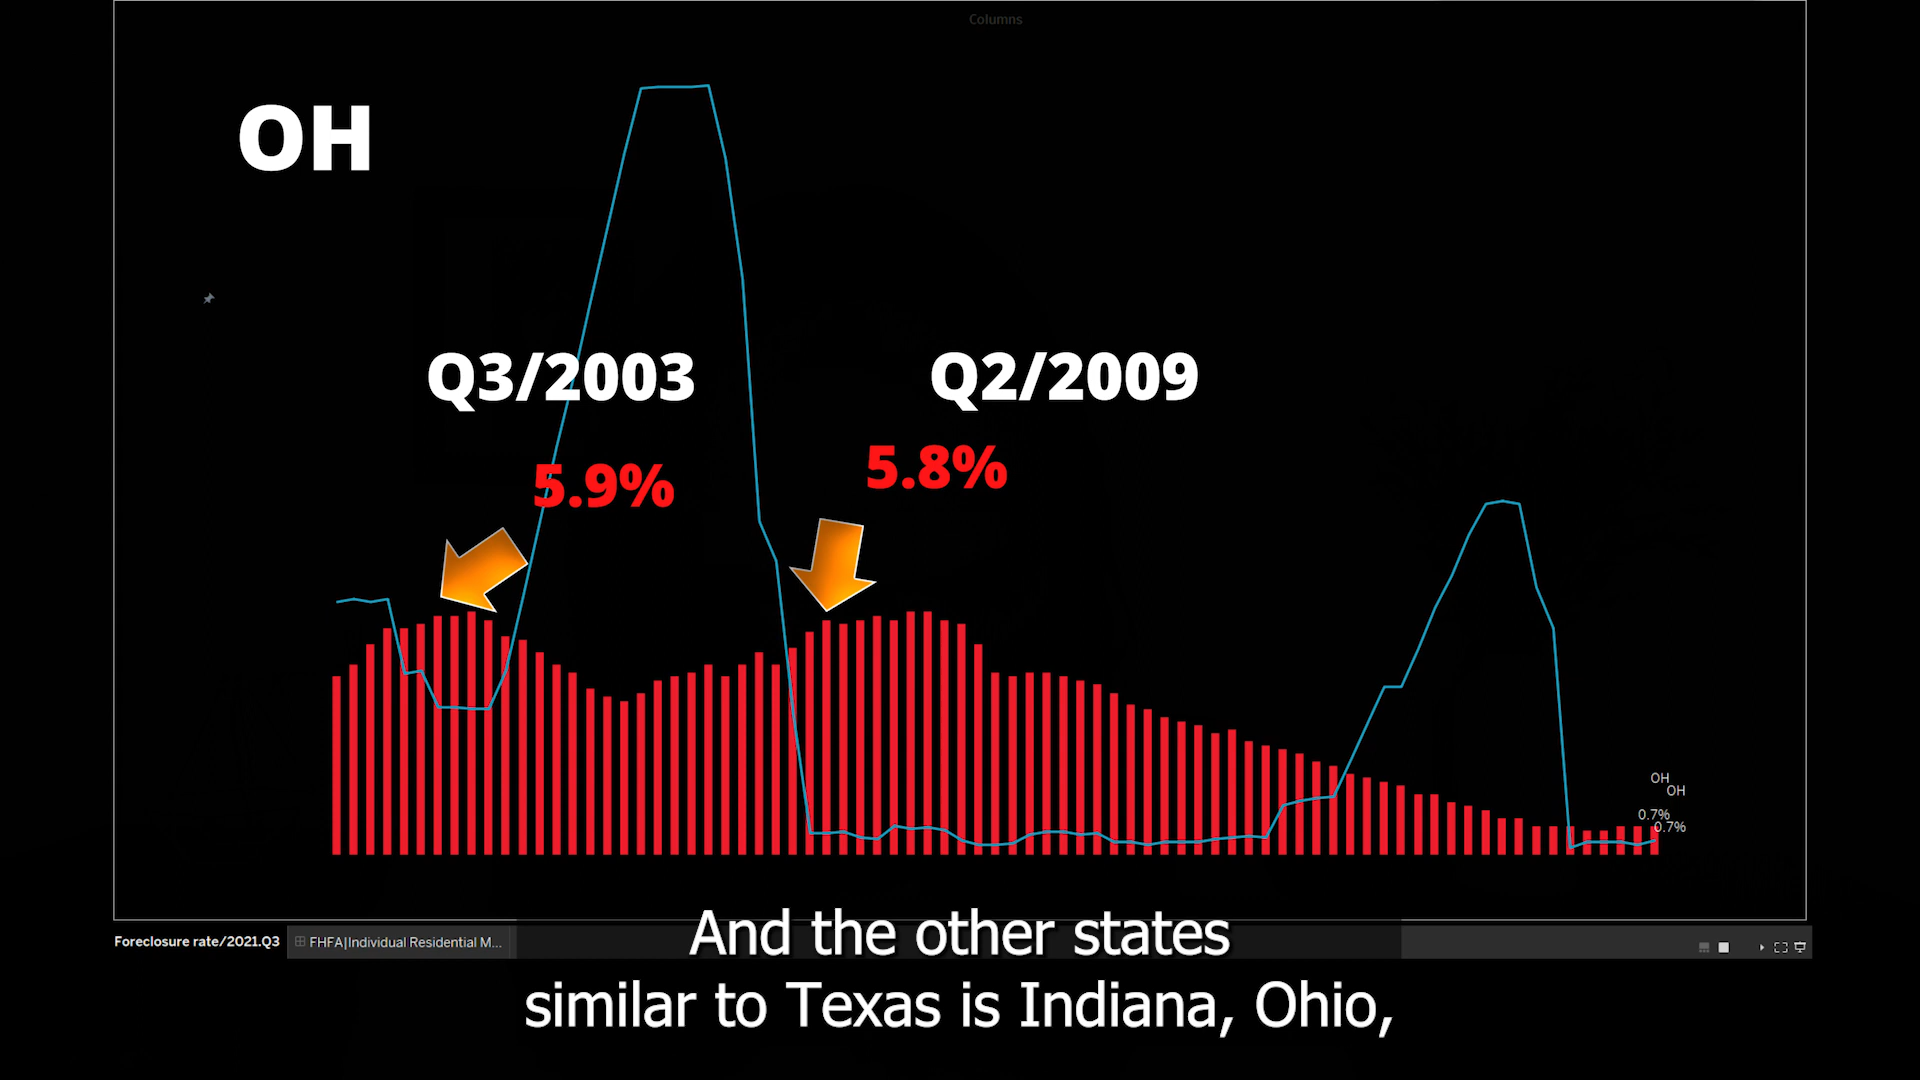 Columns
OH
Q3/2003
Q2/2009
5.9%
5.8%
OH
OH
0.7%
0.7%
Foreclosure rate/2021.Q3
FHFA|Individual Residential M...
And the other states
similar to Texas is Indiana, Ohio,